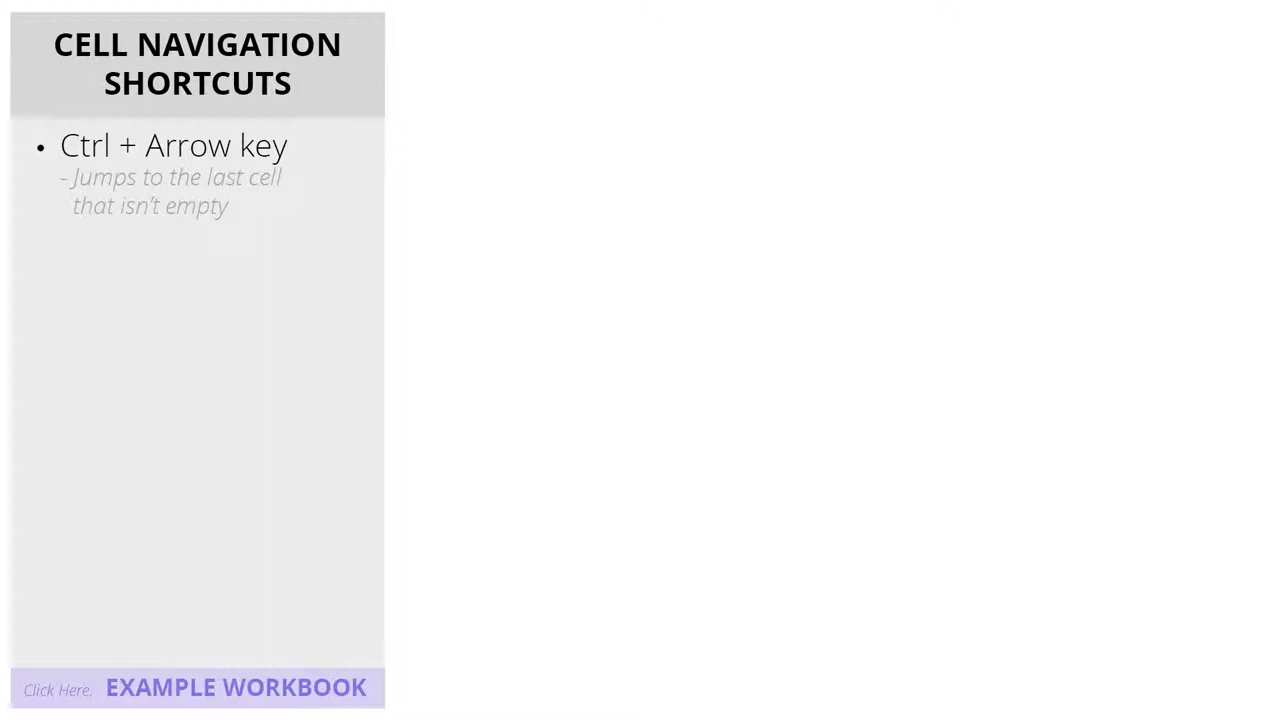 CELL NAVIGATION
SHORTCUTS
• Ctrl + Arrow key
- Jumps to the last cell
that isn't empty
Click Here. EXAMPLE WORKBOOK